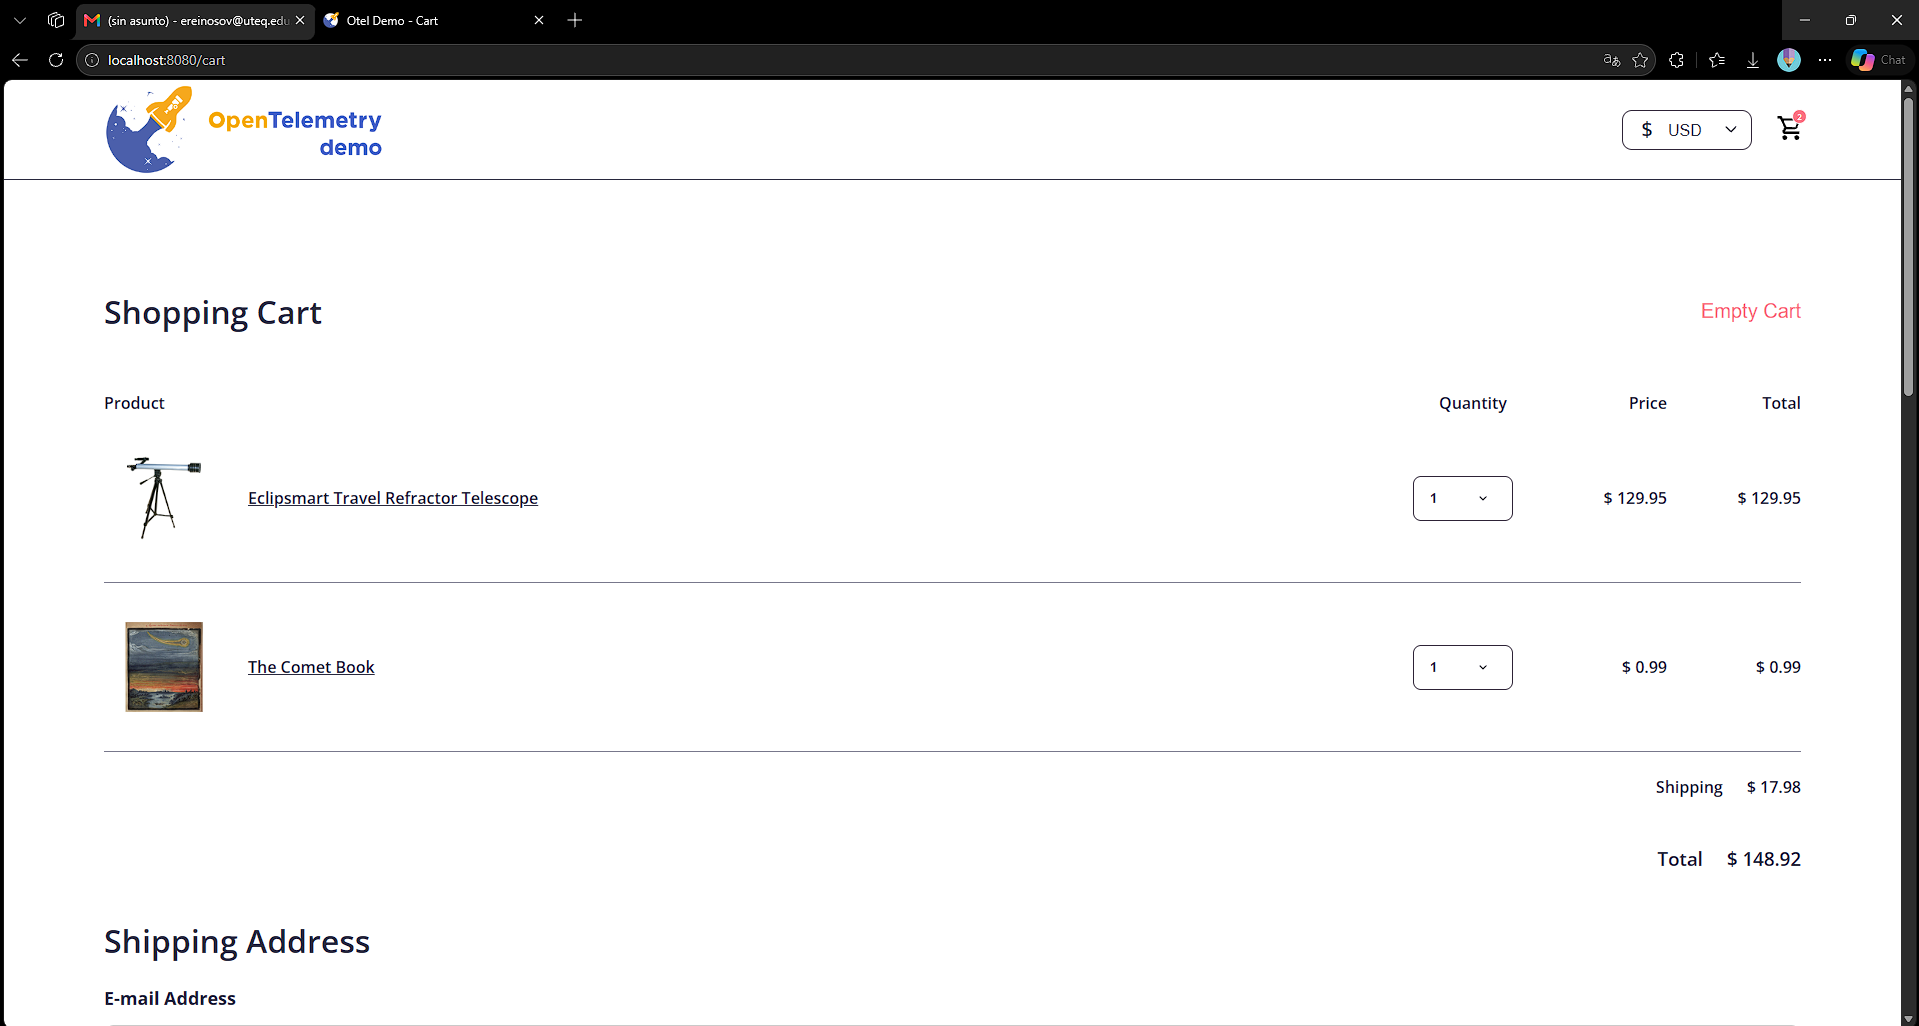 (sin asunto) - ereinosov@uteq.edu
Otel Demo - Cart
localhost:8080/cart
Chat
OpenTelemetry
demo
$ USD
2
Shopping Cart
Empty Cart
Product Quantity Price Total
Eclipsmart Travel Refractor Telescope 1 $ 129.95 $ 129.95
The Comet Book 1 $ 0.99 $ 0.99
Shipping $ 17.98
Total $ 148.92
Shipping Address
E-mail Address